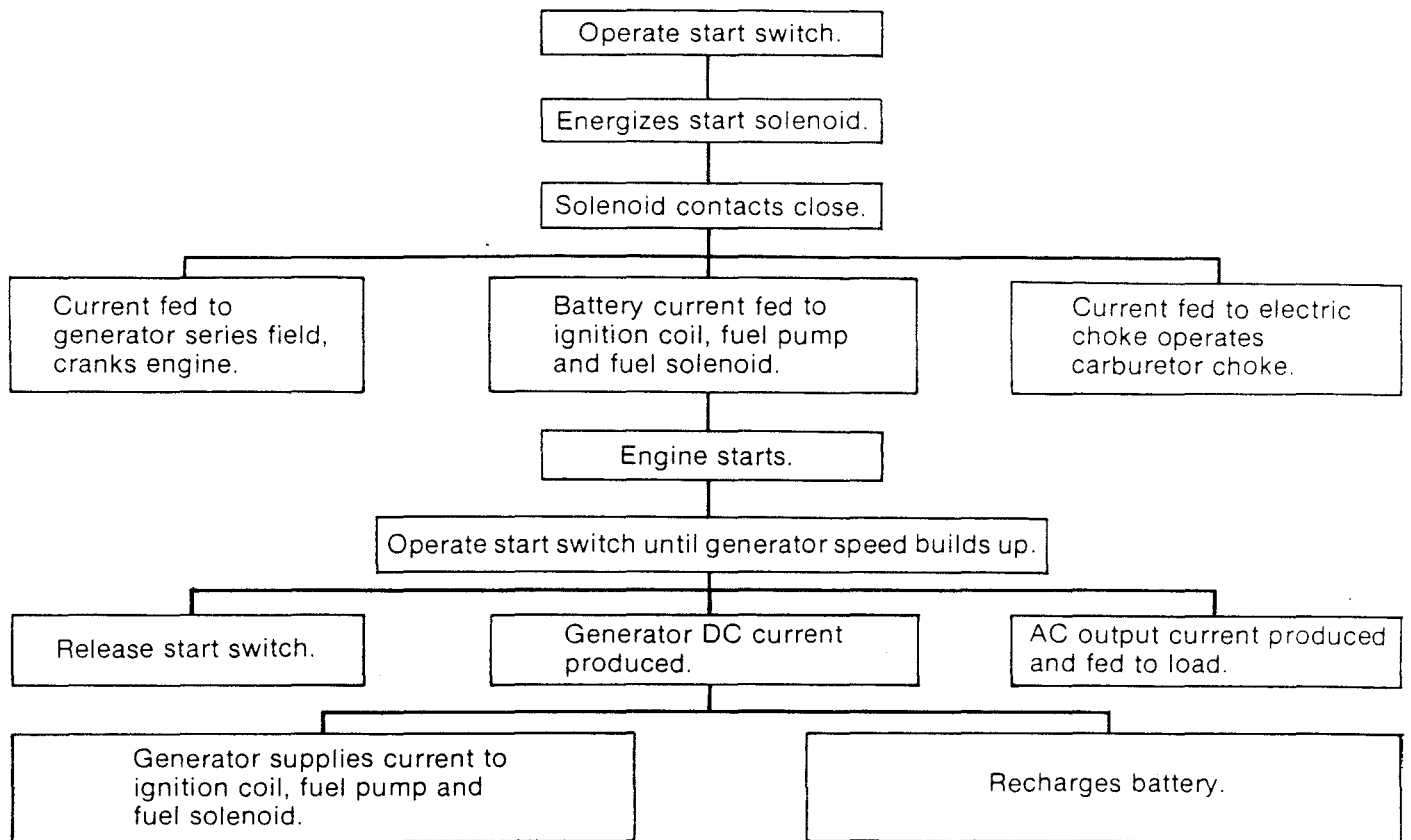 Operate start switch.
Energizes start solenoid.
Solenoid contacts close.
Current fed to
generator series field,
cranks engine.
Battery current fed to
ignition coil, fuel pump
and fuel solenoid.
Current fed to electric
choke operates
carburetor choke.
Engine starts.
Operate start switch until generator speed builds up.
Release start switch.
Generator DC current
produced.
AC output current produced
and fed to load.
Generator supplies current to
ignition coil, fuel pump and
fuel solenoid.
Recharges battery.